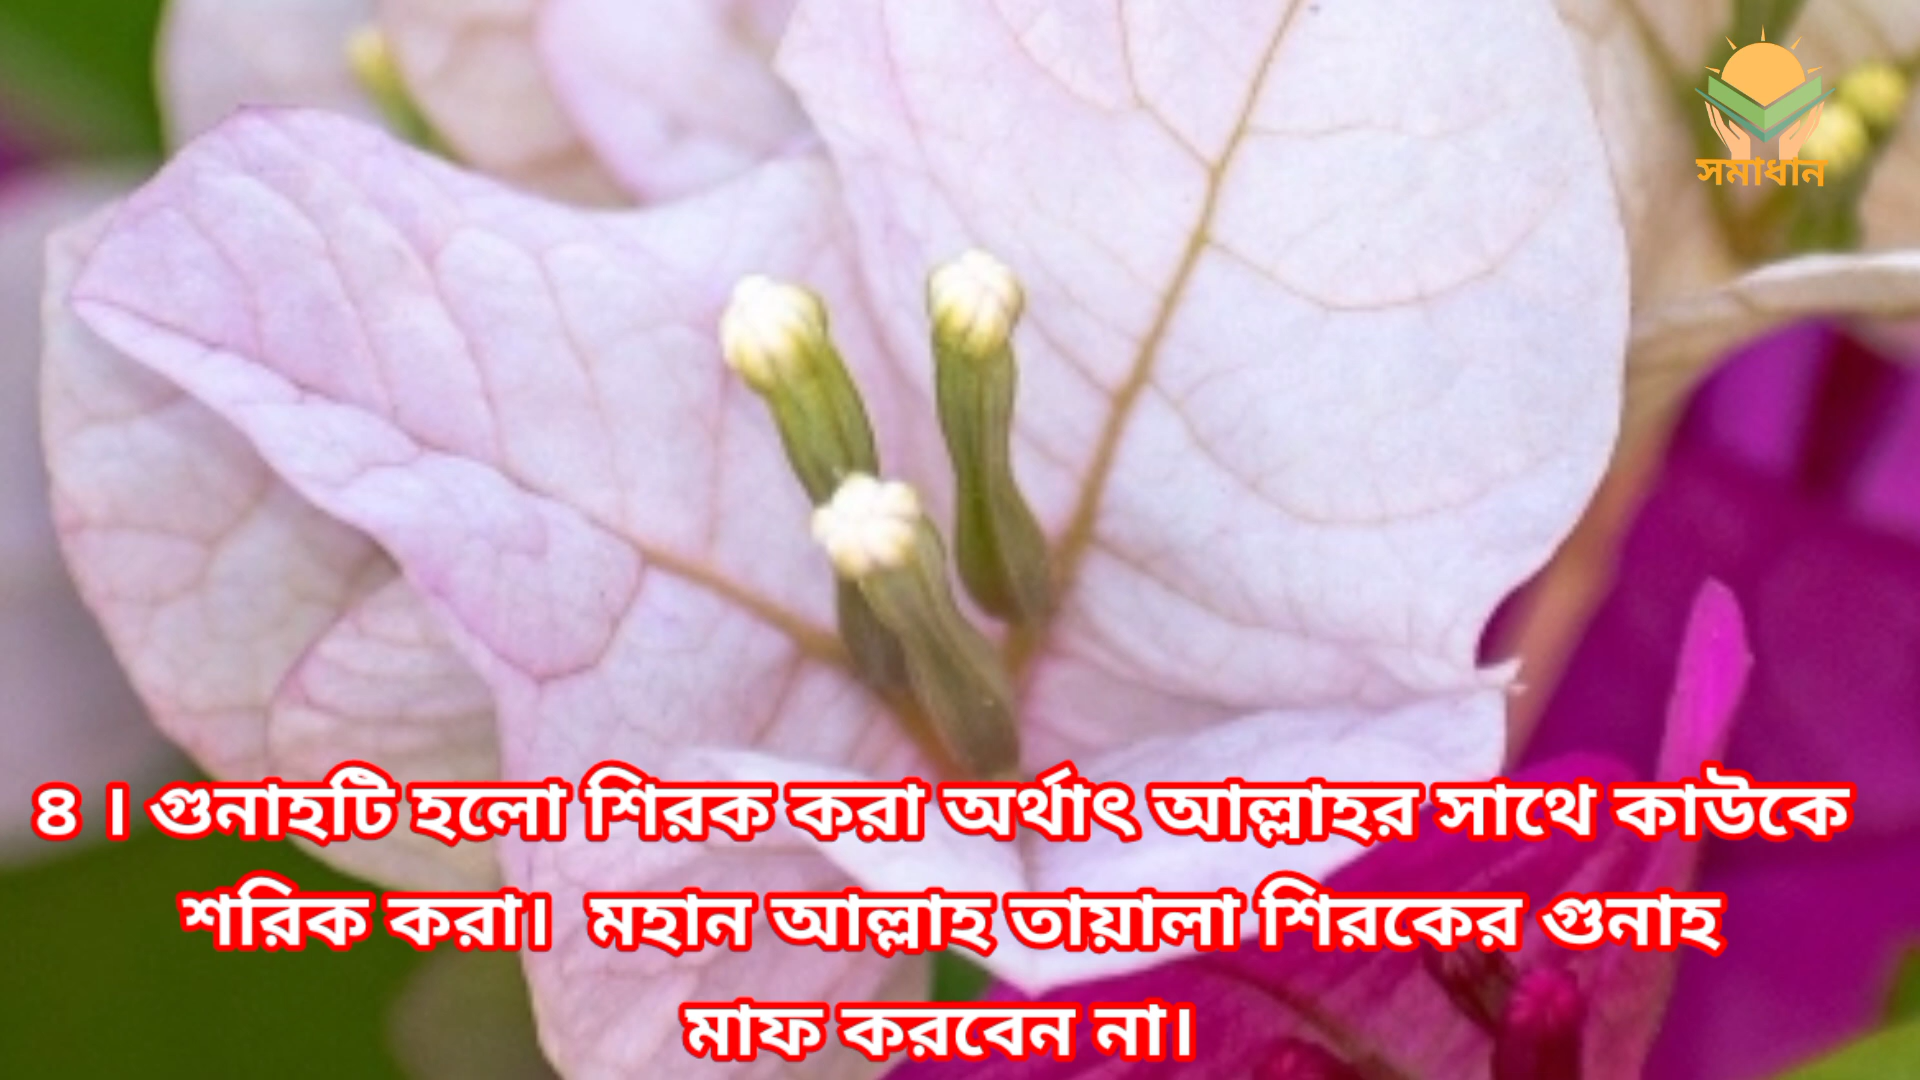 সমাধান
৪ । গুনাহটি হলো শিরক করা অর্থাৎ আল্লাহর সাথে কাউকে
শরিক করা। মহান আল্লাহ তায়ালা শিরকের গুনাহ
মাফ করবেন না।